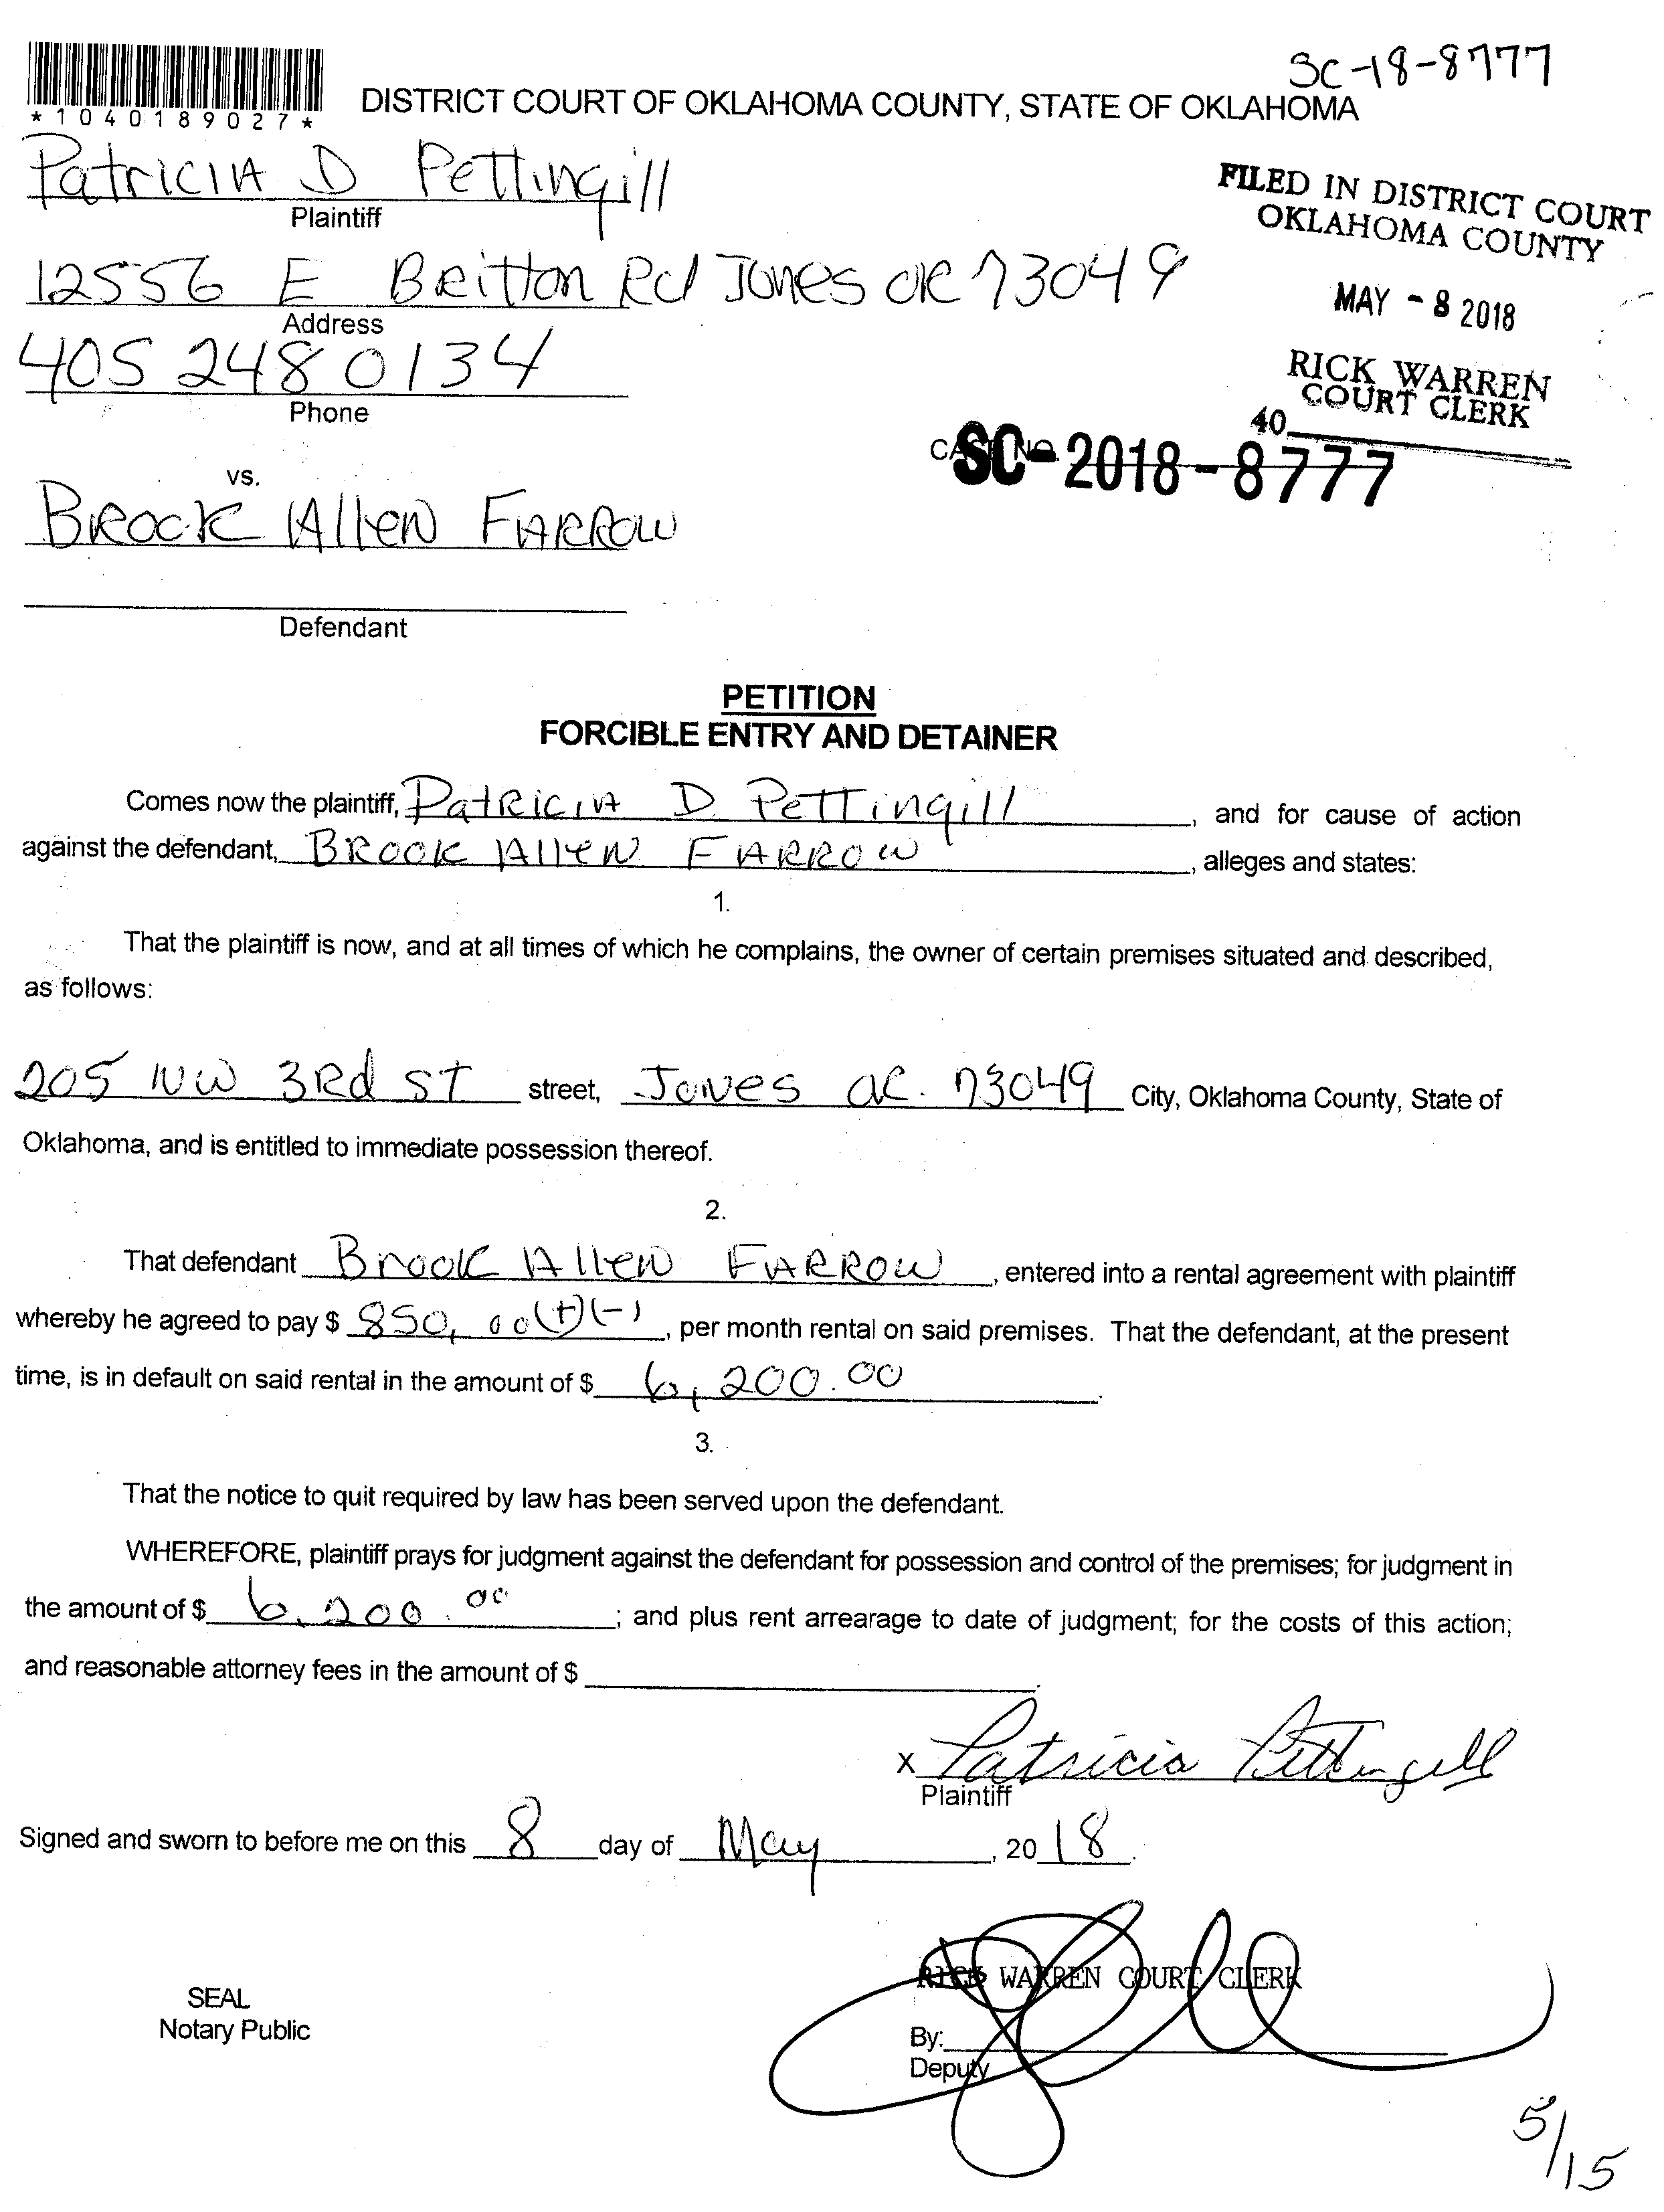 SC-18-8777
*1040189027*
DISTRICT COURT OF OKLAHOMA COUNTY, STATE OF OKLAHOMA
Patricia D Pettingill
Plaintiff
FILED IN DISTRICT COURT
OKLAHOMA COUNTY
12556 E Britton Rd Jones OK 73049
Address
MAY - 8 2018
405 248 0134
Phone
RICK WARREN
COURT CLERK
40
CASE NO.
SC-2018-8777
vs.
Brock Allen Farrow
Defendant
PETITION
FORCIBLE ENTRY AND DETAINER
Comes now the plaintiff, Patricia D. Pettingill, and for cause of action
against the defendant, Brock Allen Farrow, alleges and states:
1.
That the plaintiff is now, and at all times of which he complains, the owner of certain premises situated and described,
as follows:
205 NW 3Rd ST street, Jones OK. 73049 City, Oklahoma County, State of
Oklahoma, and is entitled to immediate possession thereof.
2.
That defendant Brock Allen Farrow, entered into a rental agreement with plaintiff
whereby he agreed to pay $ 850.00 (+)(-), per month rental on said premises. That the defendant, at the present
time, is in default on said rental in the amount of $ 6,200.00.
3.
That the notice to quit required by law has been served upon the defendant.
WHEREFORE, plaintiff prays for judgment against the defendant for possession and control of the premises; for judgment in
the amount of $ 6,200.00; and plus rent arrearage to date of judgment; for the costs of this action;
and reasonable attorney fees in the amount of $
X Patricia Pettingill
Plaintiff
Signed and sworn to before me on this 8 day of May, 2018.
RICK WARREN COURT CLERK
SEAL
Notary Public
By:
Deputy
5/15